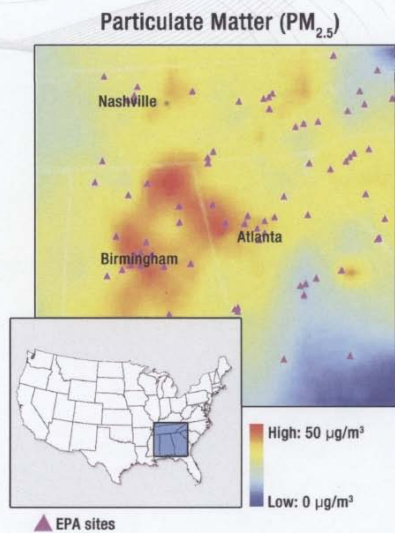 Particulate Matter (PM2.5)
Nashville
Atlanta
Birmingham
High: 50 µg/m³
Low: 0 µg/m³
EPA sites